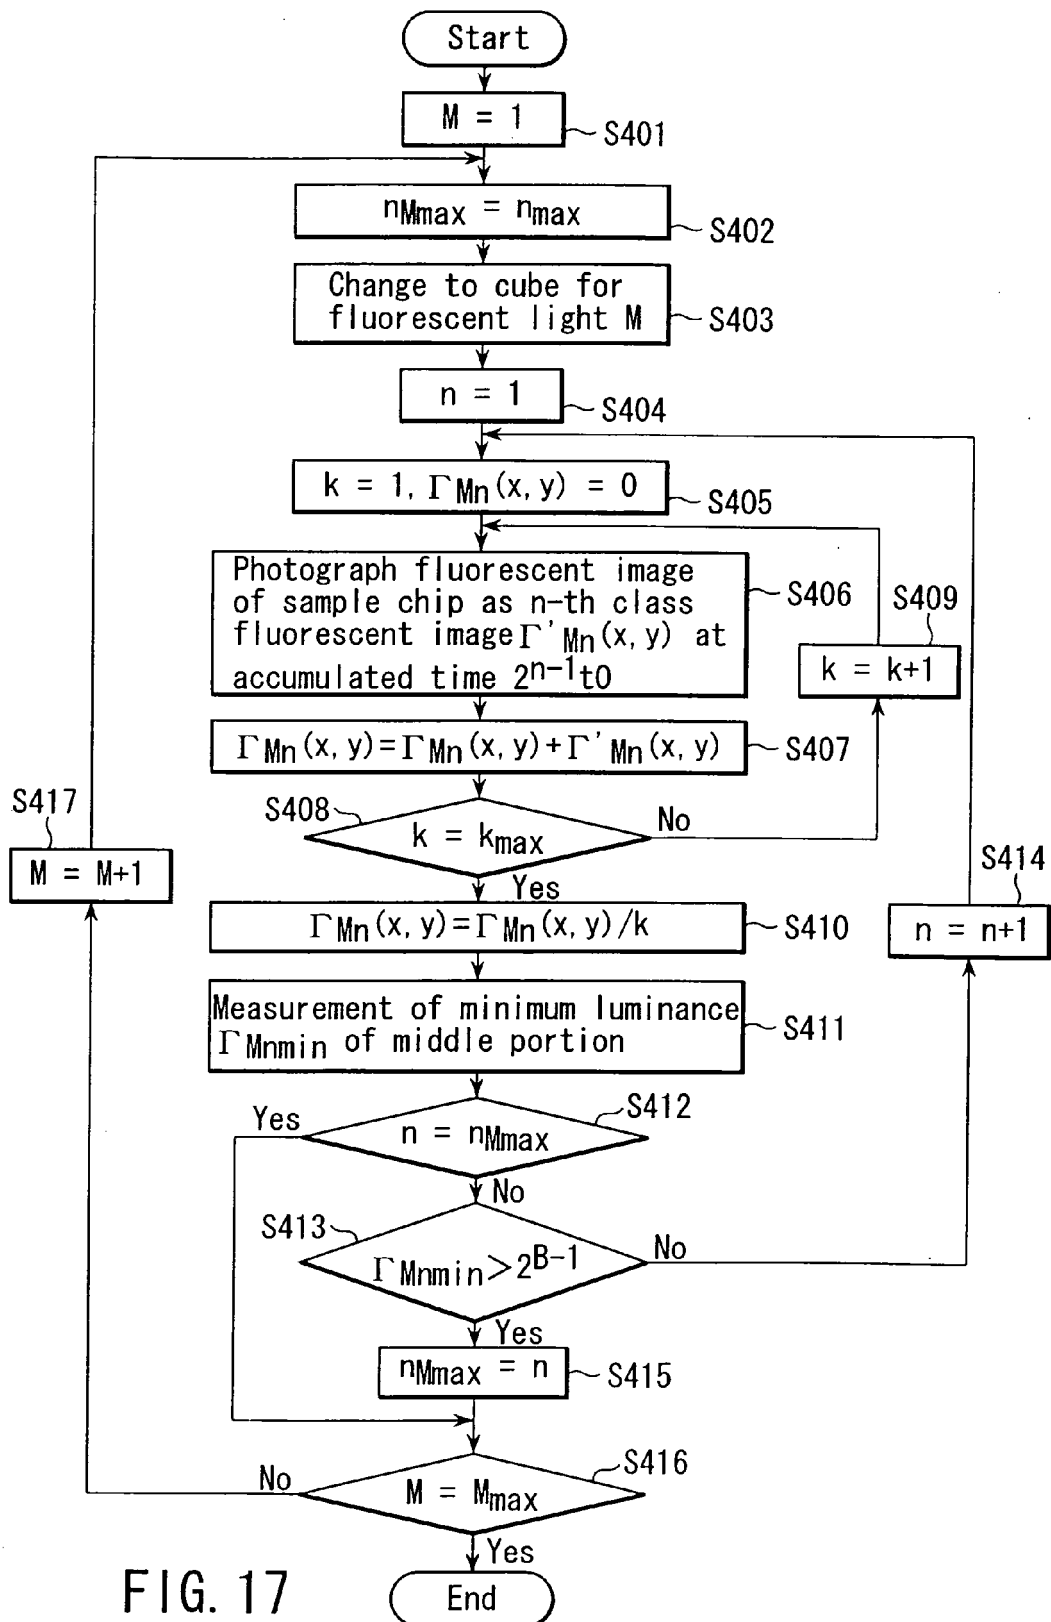 Start
M = 1
S401
nMmax = nmax
S402
Change to cube for
fluorescent light M
S403
n = 1
S404
k = 1, ΓMn(x, y) = 0
S405
Photograph fluorescent image
of sample chip as n-th class
fluorescent image Γ'Mn(x, y) at
accumulated time 2^n-1 t0
S406
S409
k = k+1
ΓMn(x, y)=ΓMn(x, y)+Γ'Mn(x, y)
S407
S408
k = kmax
No
Yes
S417
M = M+1
S414
n = n+1
ΓMn(x, y)=ΓMn(x, y)/k
S410
Measurement of minimum luminance
ΓMnmin of middle portion
S411
Yes
n = nMmax
S412
No
S413
ΓMnmin>2^B-1
No
Yes
nMmax = n
S415
No
M = Mmax
S416
Yes
End
FIG. 17